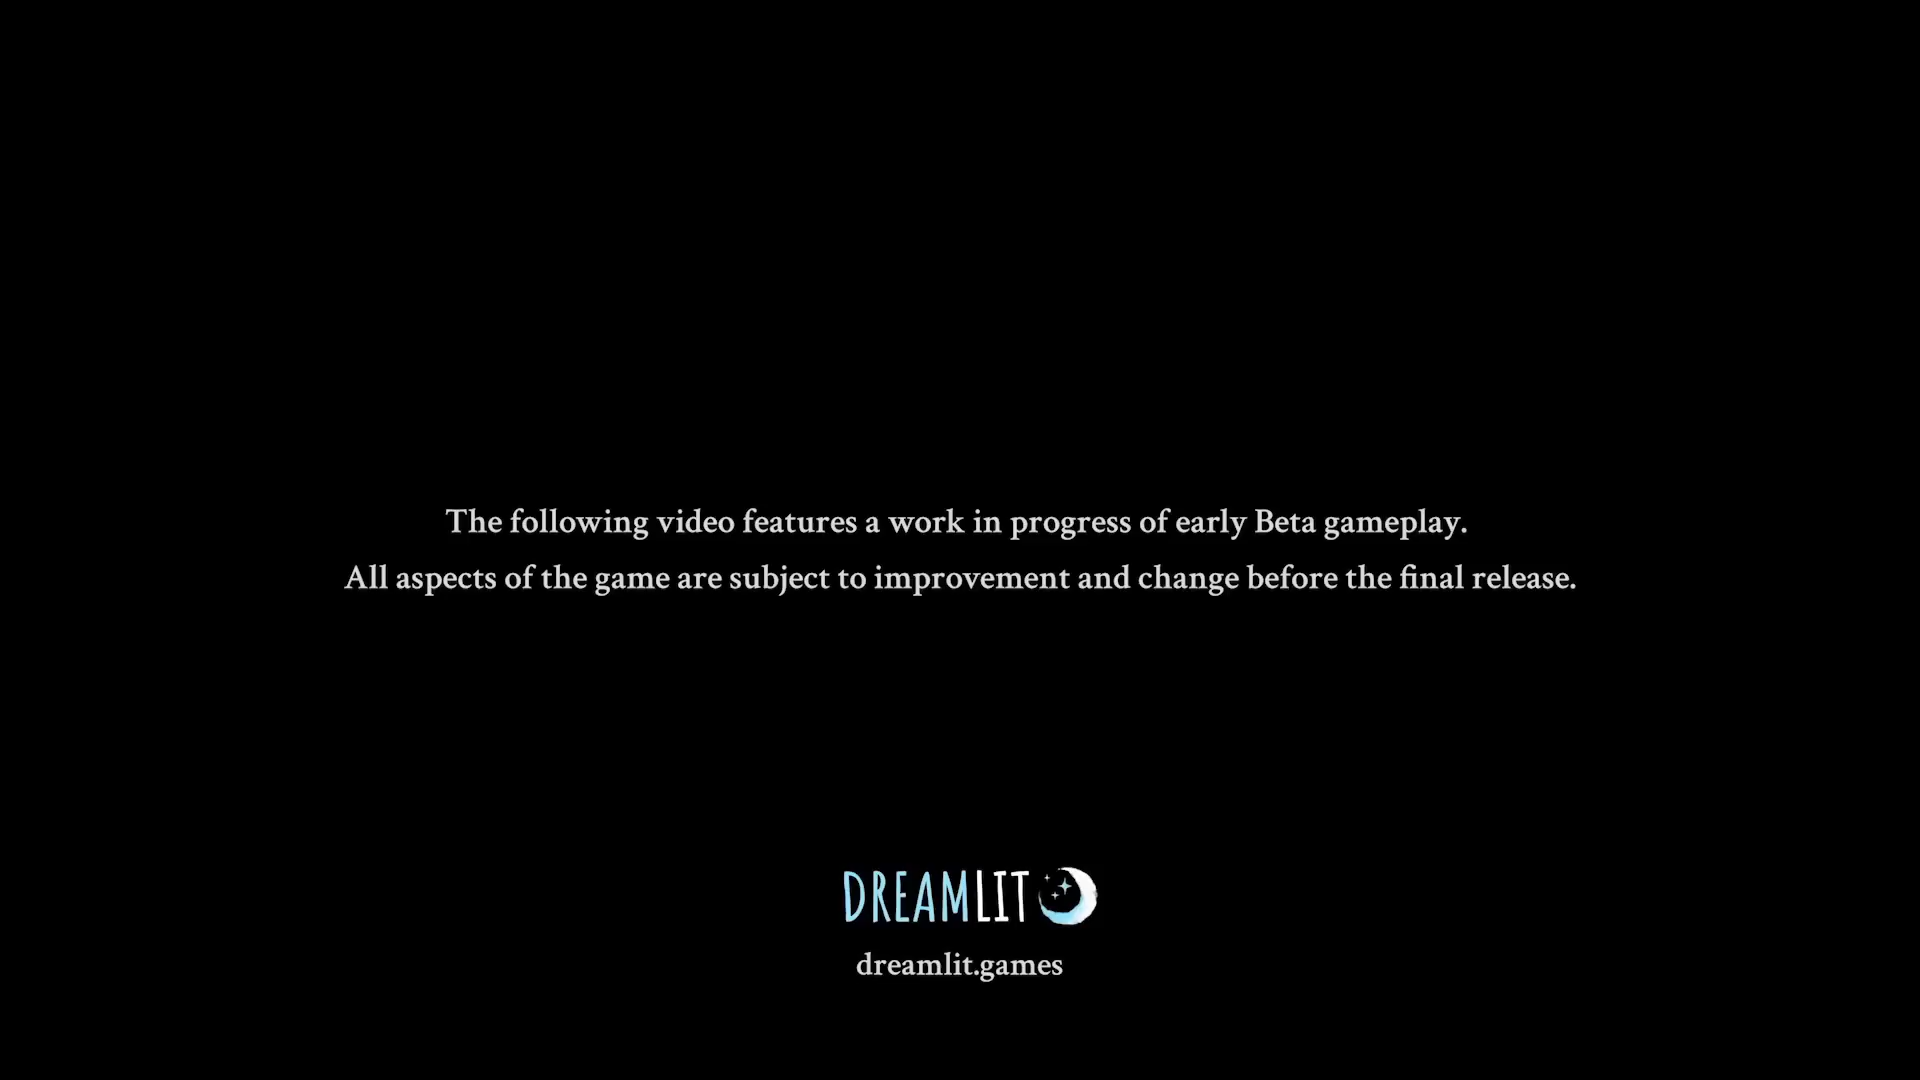 The following video features a work in progress of early Beta gameplay.
All aspects of the game are subject to improvement and change before the final release.
DREAMLIT
dreamlit.games